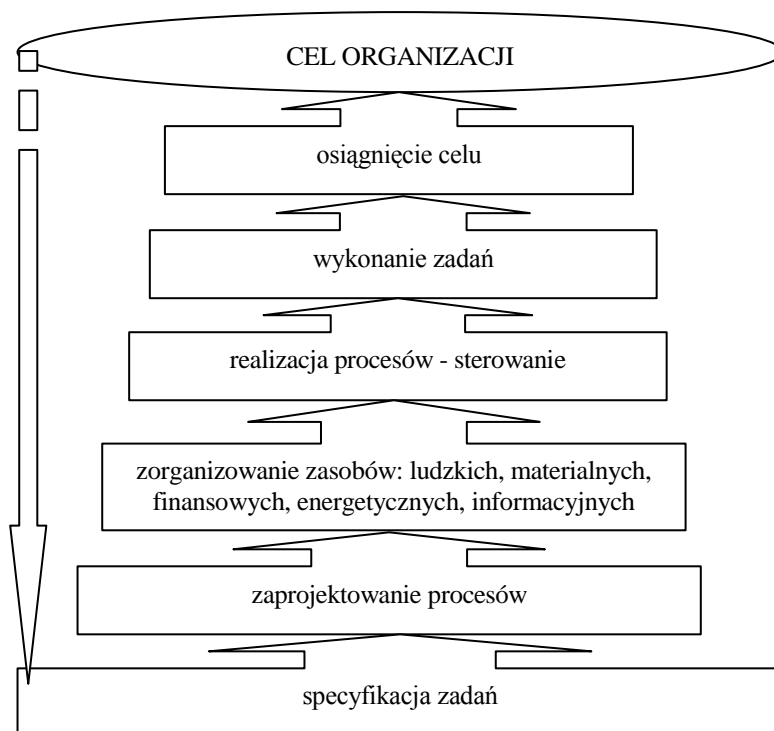 CEL ORGANIZACJI
osiągnięcie celu
wykonanie zadań
realizacja procesów - sterowanie
zorganizowanie zasobów: ludzkich, materialnych,
finansowych, energetycznych, informacyjnych
zaprojektowanie procesów
specyfikacja zadań